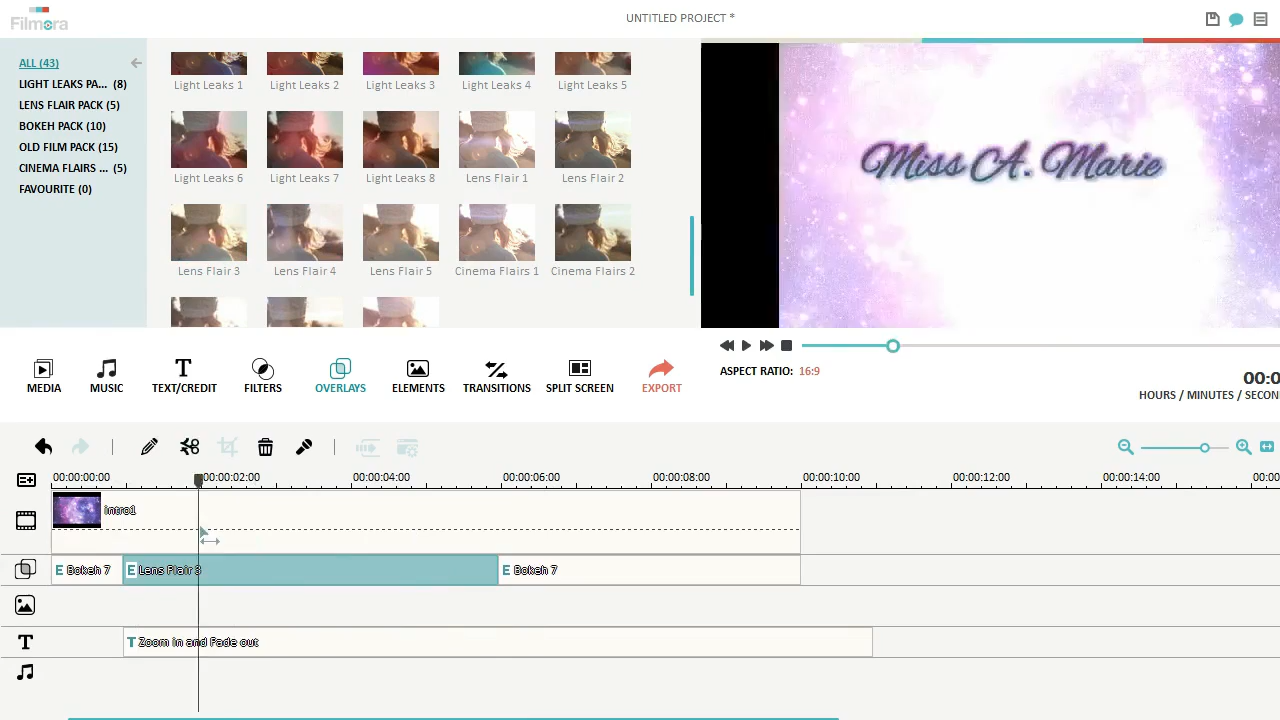 Filmora
UNTITLED PROJECT *
ALL (43)
LIGHT LEAKS PA... (8)
LENS FLAIR PACK (5)
BOKEH PACK (10)
OLD FILM PACK (15)
CINEMA FLAIRS ... (5)
FAVOURITE (0)
Light Leaks 1 Light Leaks 2 Light Leaks 3 Light Leaks 4 Light Leaks 5
Light Leaks 6 Light Leaks 7 Light Leaks 8 Lens Flair 1 Lens Flair 2
Lens Flair 3 Lens Flair 4 Lens Flair 5 Cinema Flairs 1 Cinema Flairs 2
Miss A. Marie
MEDIA MUSIC TEXT/CREDIT FILTERS OVERLAYS ELEMENTS TRANSITIONS SPLIT SCREEN EXPORT
ASPECT RATIO: 16:9
00:0
HOURS / MINUTES / SECON
00:00:00:00 00:00:02:00 00:00:04:00 00:00:06:00 00:00:08:00 00:00:10:00 00:00:12:00 00:00:14:00 00:00
intro1
E Bokeh 7 E Lens Flair 3 E Bokeh 7
T T Zoom in and Fade out